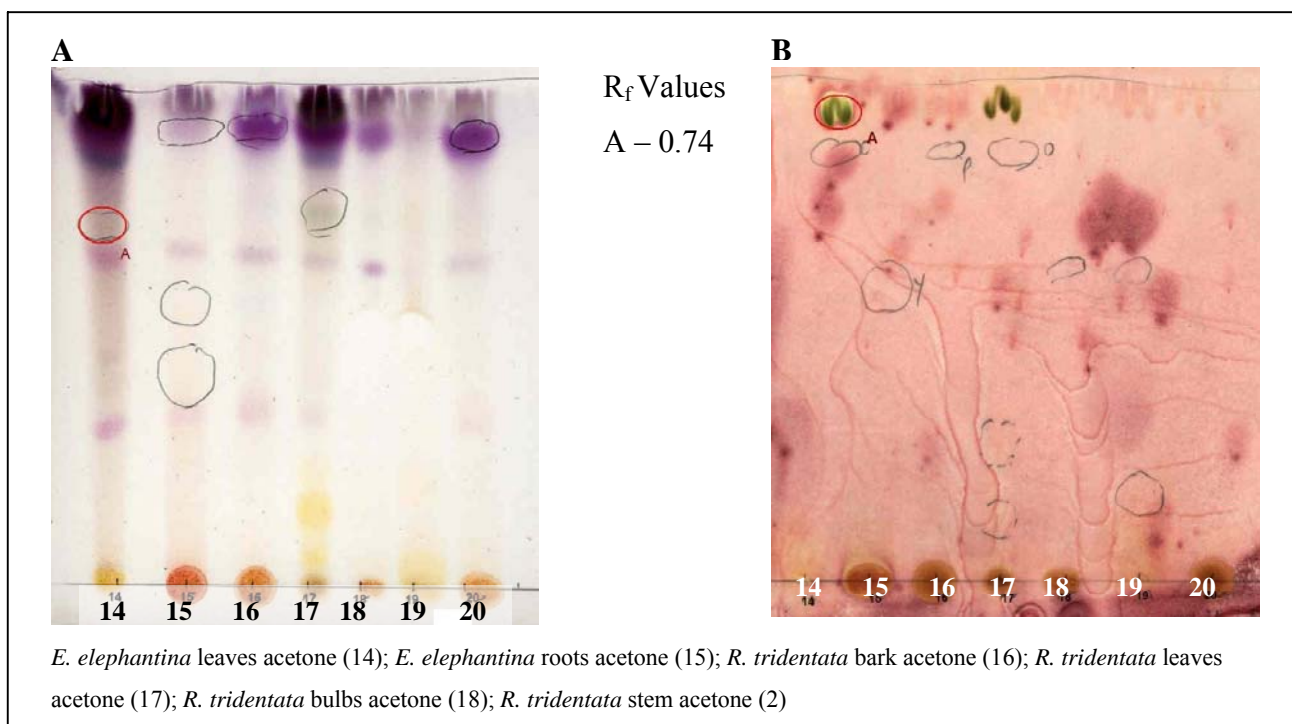 A
B
Rf Values
A – 0.74
A
A
14 15 16 17 18 19 20
14 15 16 17 18 19 20
E. elephantina leaves acetone (14); E. elephantina roots acetone (15); R. tridentata bark acetone (16); R. tridentata leaves
acetone (17); R. tridentata bulbs acetone (18); R. tridentata stem acetone (2)